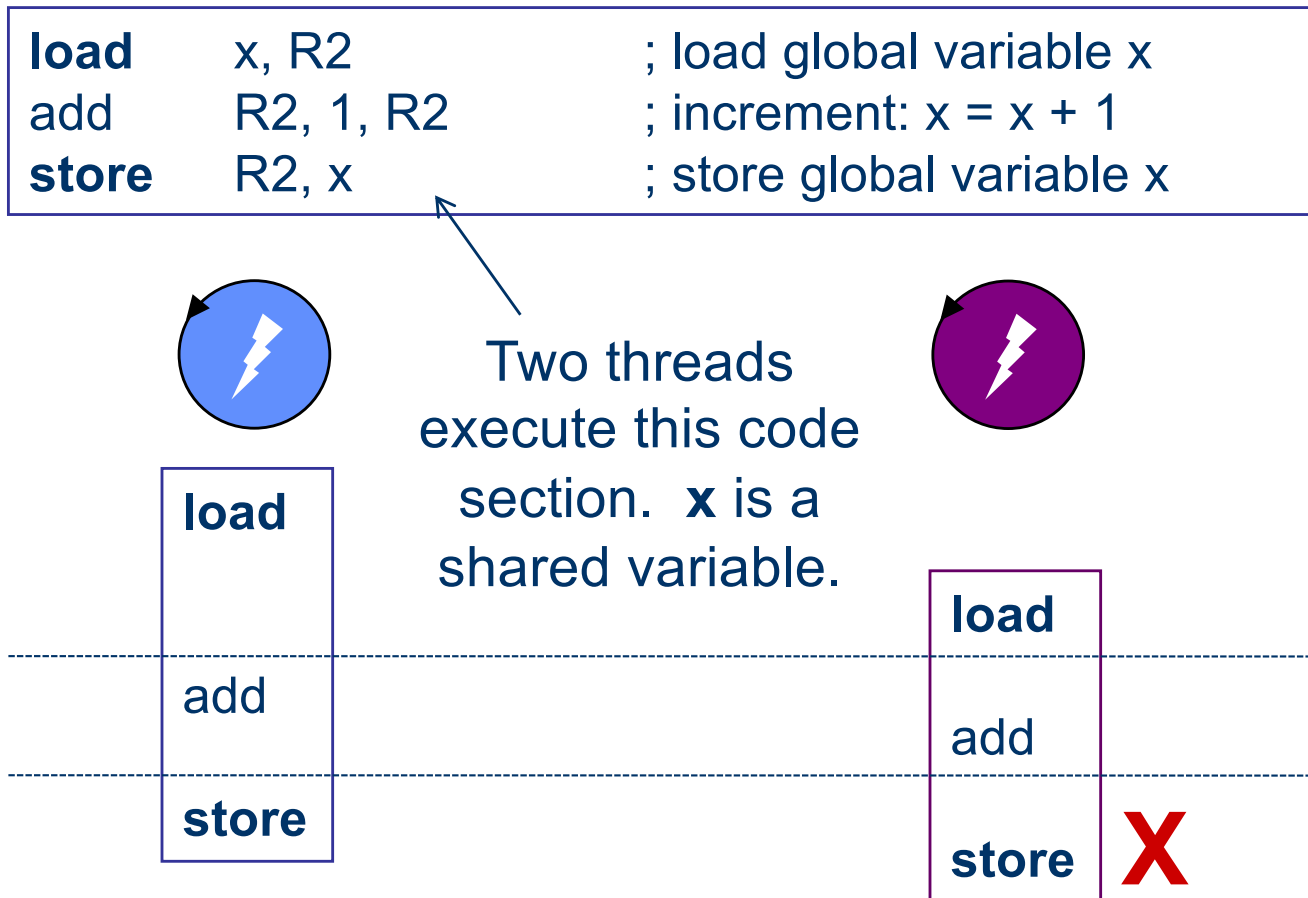 load x, R2 ; load global variable x
add R2, 1, R2 ; increment: x = x + 1
store R2, x ; store global variable x
Two threads
execute this code
section. x is a
shared variable.
load
add
store
load
add
store X